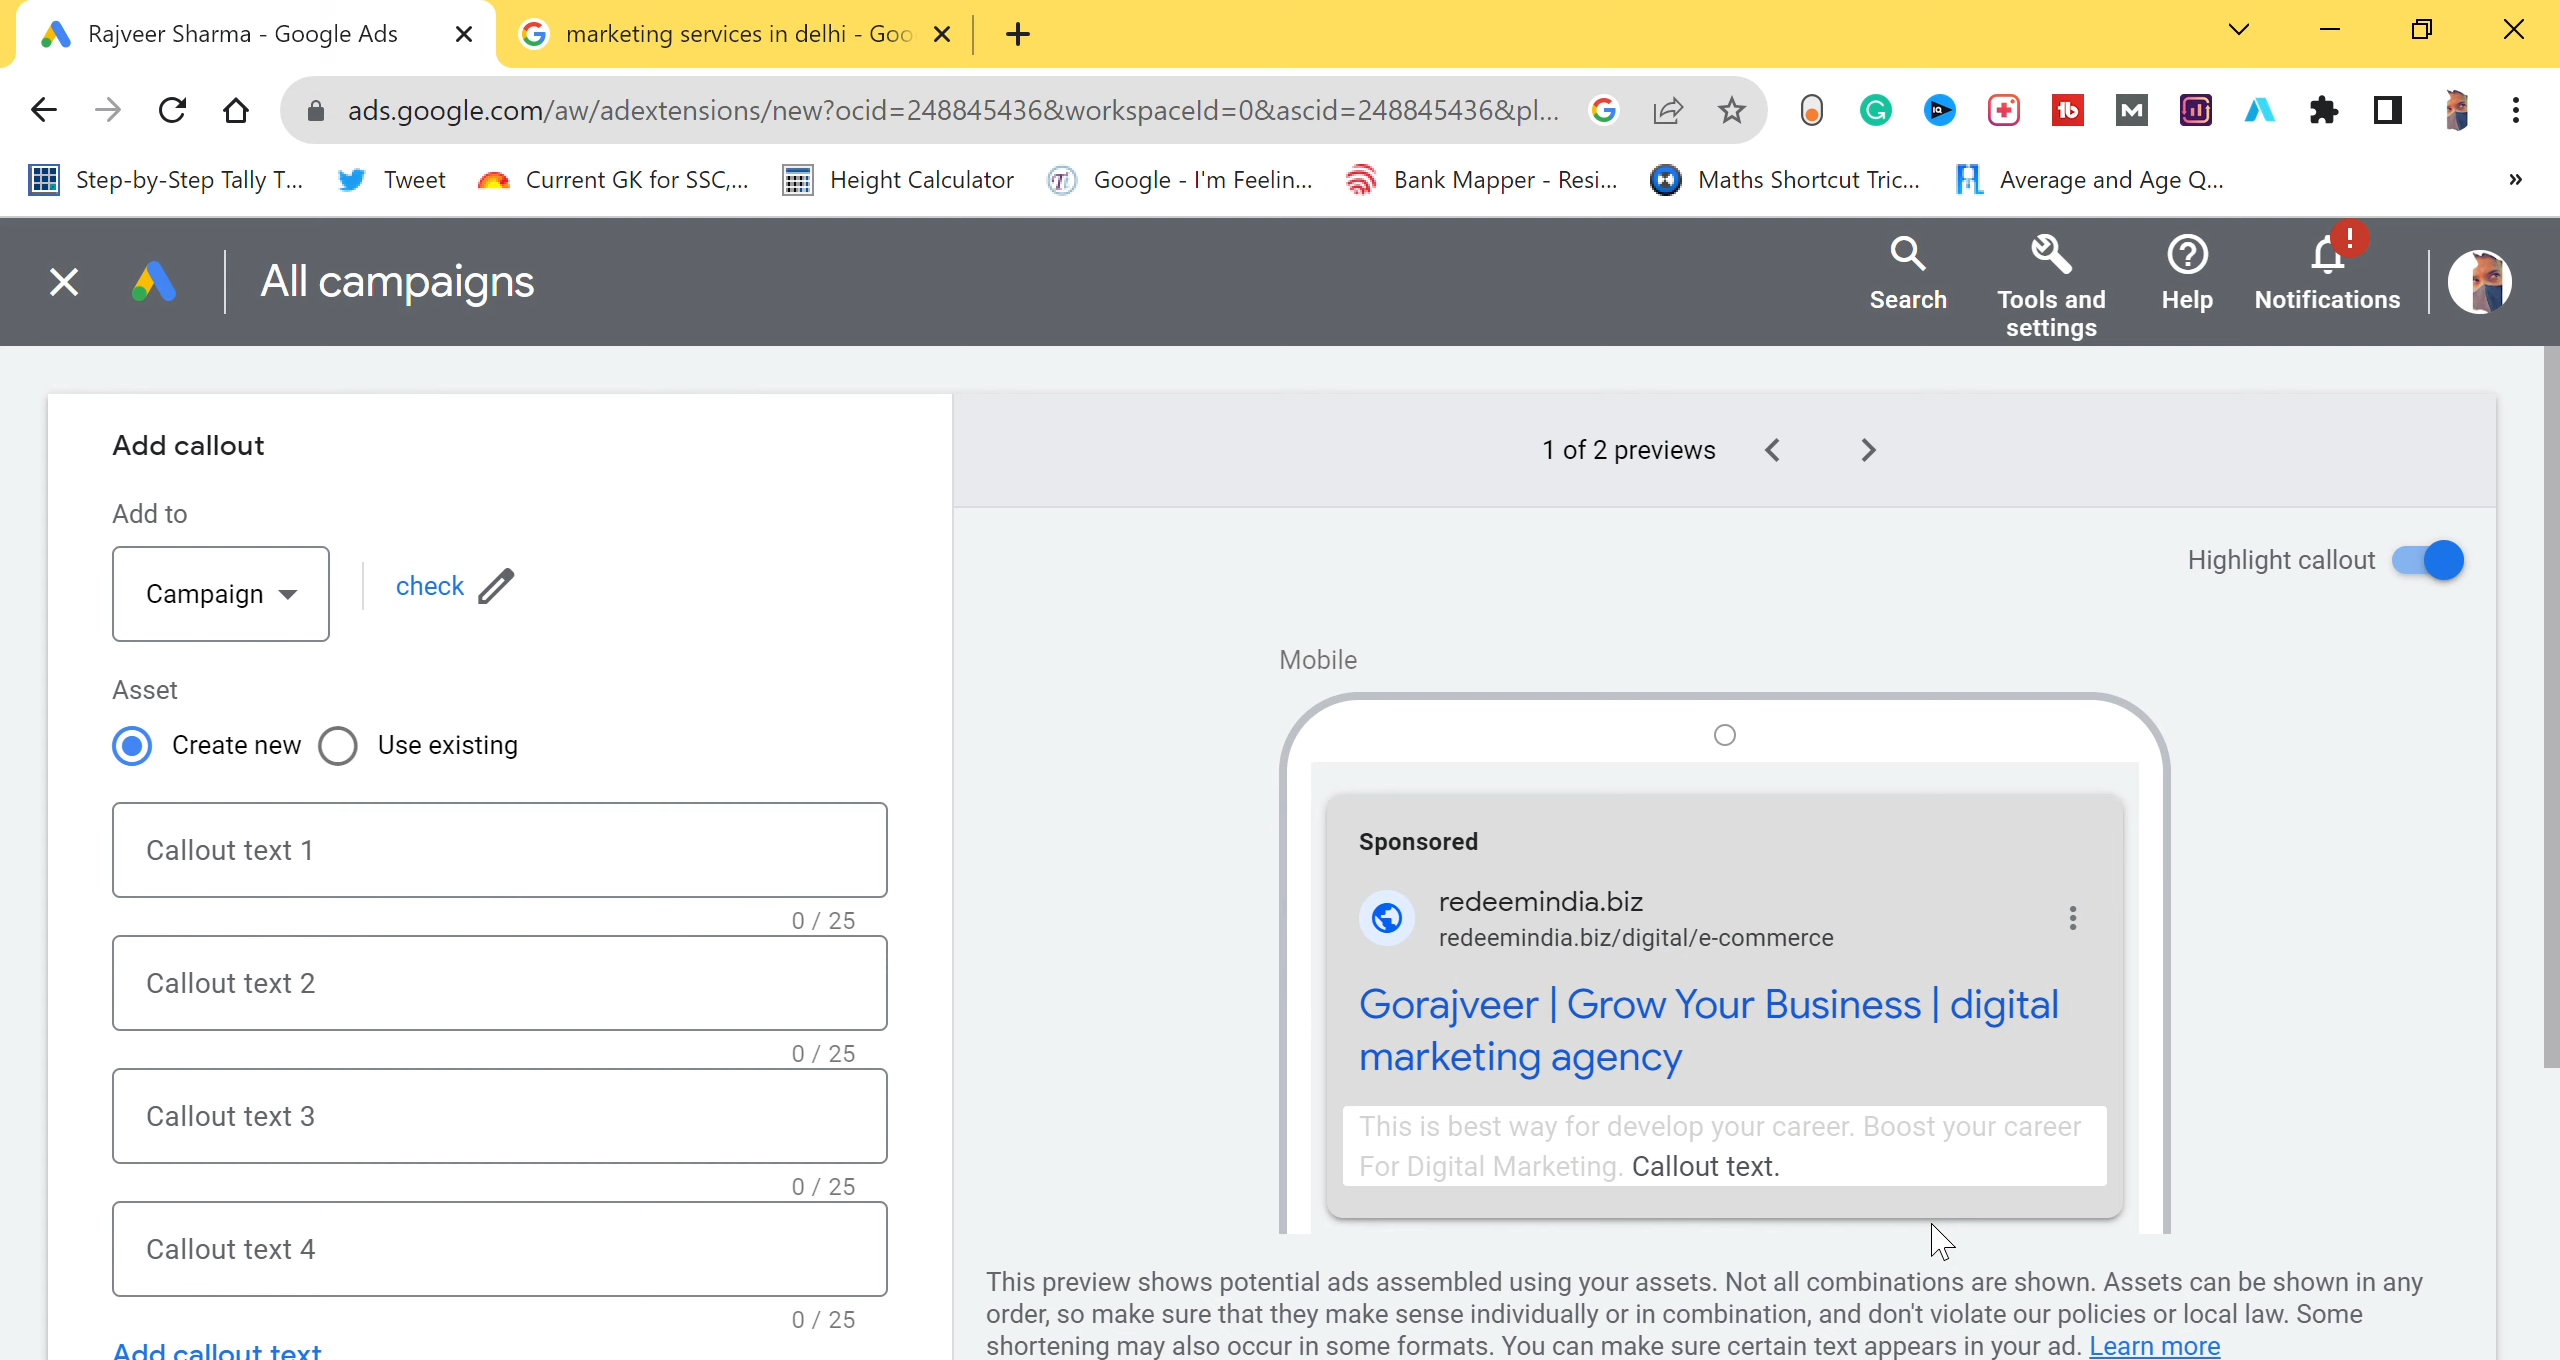 Rajveer Sharma - Google Ads
marketing services in delhi - Goo
ads.google.com/aw/adextensions/new?ocid=248845436&workspaceId=0&ascid=248845436&pl...
Step-by-Step Tally T...
Tweet
Current GK for SSC,...
Height Calculator
Google - I'm Feelin...
Bank Mapper - Resi...
Maths Shortcut Tric...
Average and Age Q...
»
All campaigns
Search
Tools and
settings
Help
Notifications
Add callout
Add to
Campaign
check
Asset
Create new
Use existing
Callout text 1
0 / 25
Callout text 2
0 / 25
Callout text 3
0 / 25
Callout text 4
0 / 25
Add callout text
1 of 2 previews
Highlight callout
Mobile
Sponsored
redeemindia.biz
redeemindia.biz/digital/e-commerce
Gorajveer | Grow Your Business | digital
marketing agency
This is best way for develop your career. Boost your career
For Digital Marketing. Callout text.
This preview shows potential ads assembled using your assets. Not all combinations are shown. Assets can be shown in any
order, so make sure that they make sense individually or in combination, and don't violate our policies or local law. Some
shortening may also occur in some formats. You can make sure certain text appears in your ad. Learn more